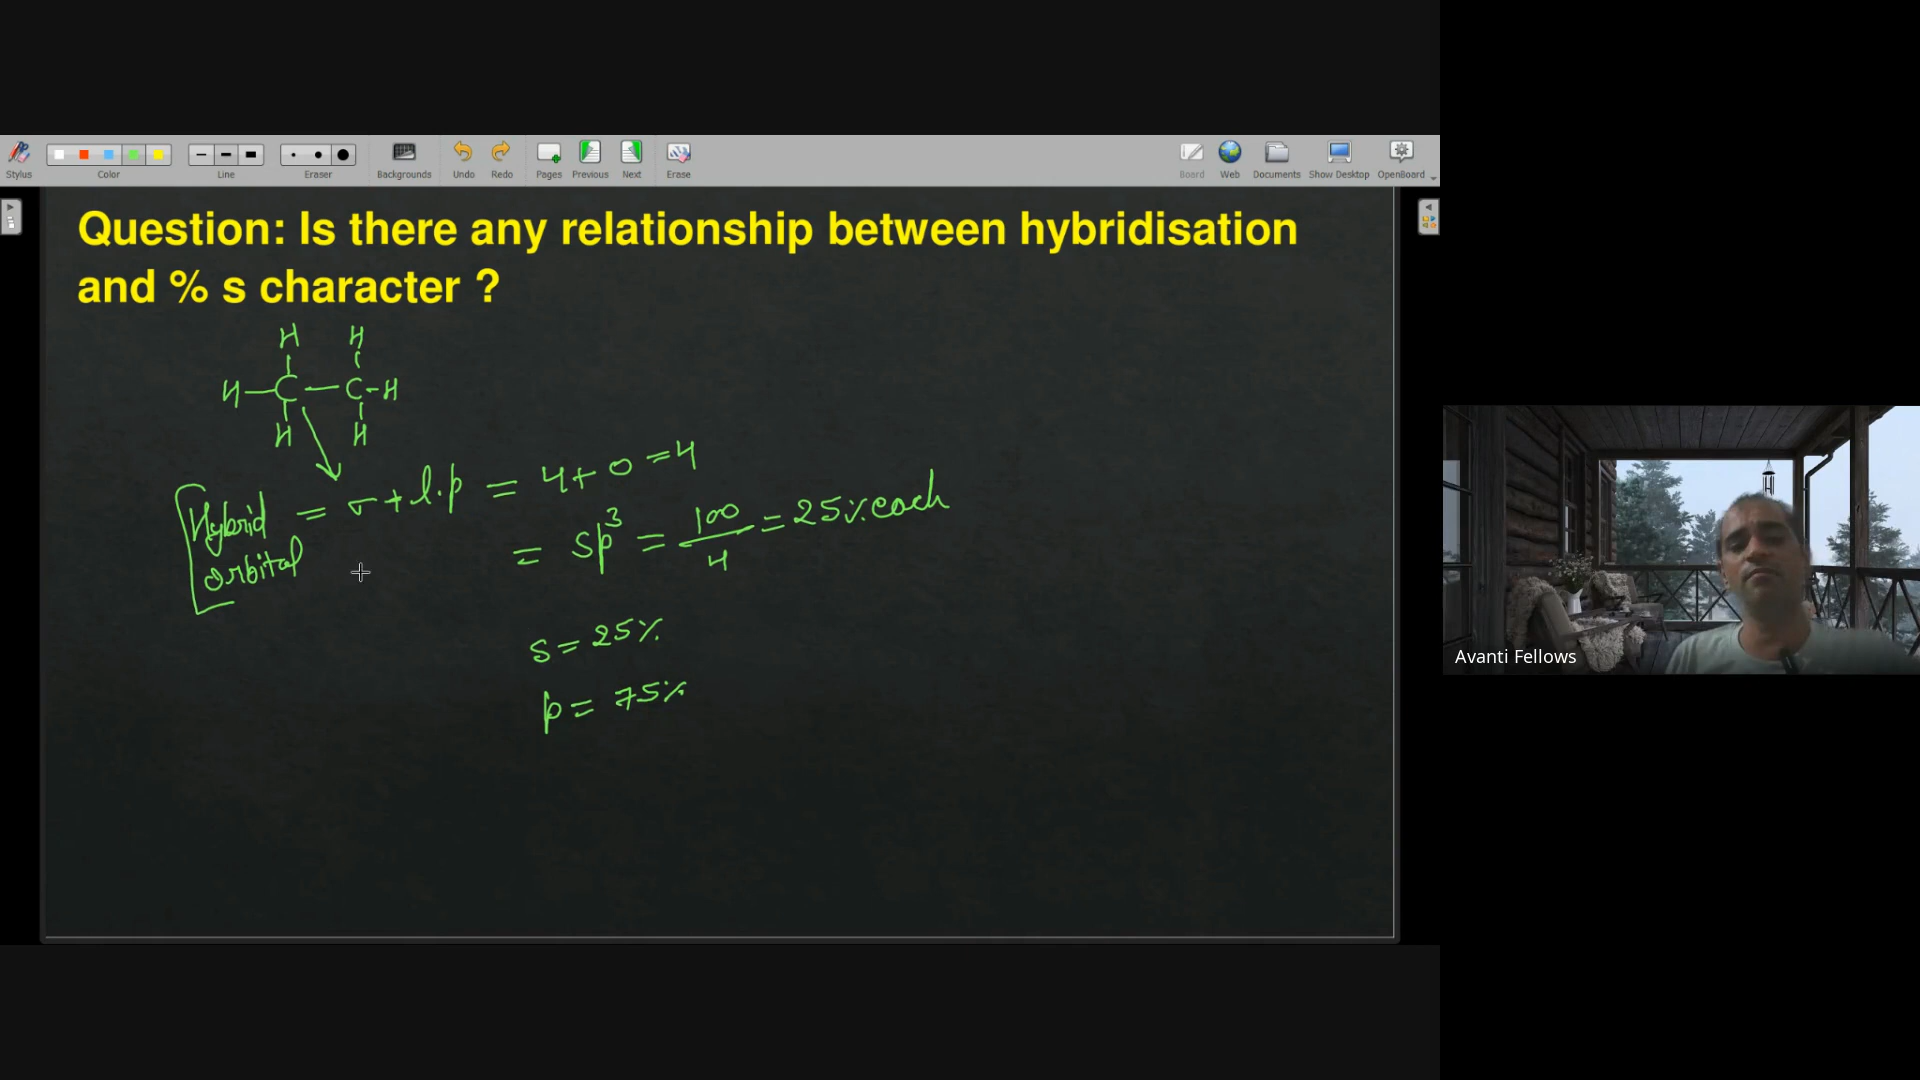 Stylus
Color
Line
Eraser
Backgrounds
Undo
Redo
Pages
Previous
Next
Erase
Board
Web
Documents
Show Desktop
OpenBoard
Question: Is there any relationship between hybridisation
and % s character ?
H H
H—C—C-H
H H
Hybrid orbital = σ + l.p = 4+0 = 4
= sp³ = 100/4 = 25% each
s = 25%
p = 75%
Avanti Fellows